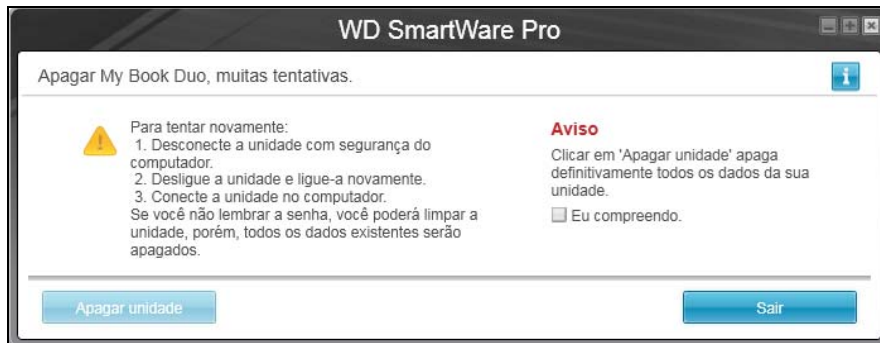 WD SmartWare Pro
Apagar My Book Duo, muitas tentativas.
Para tentar novamente:
1. Desconecte a unidade com segurança do
computador.
2. Desligue a unidade e ligue-a novamente.
3. Conecte a unidade no computador.
Se você não lembrar a senha, você poderá limpar a
unidade, porém, todos os dados existentes serão
apagados.
Aviso
Clicar em 'Apagar unidade' apaga
definitivamente todos os dados da sua
unidade.
Eu compreendo.
Apagar unidade
Sair